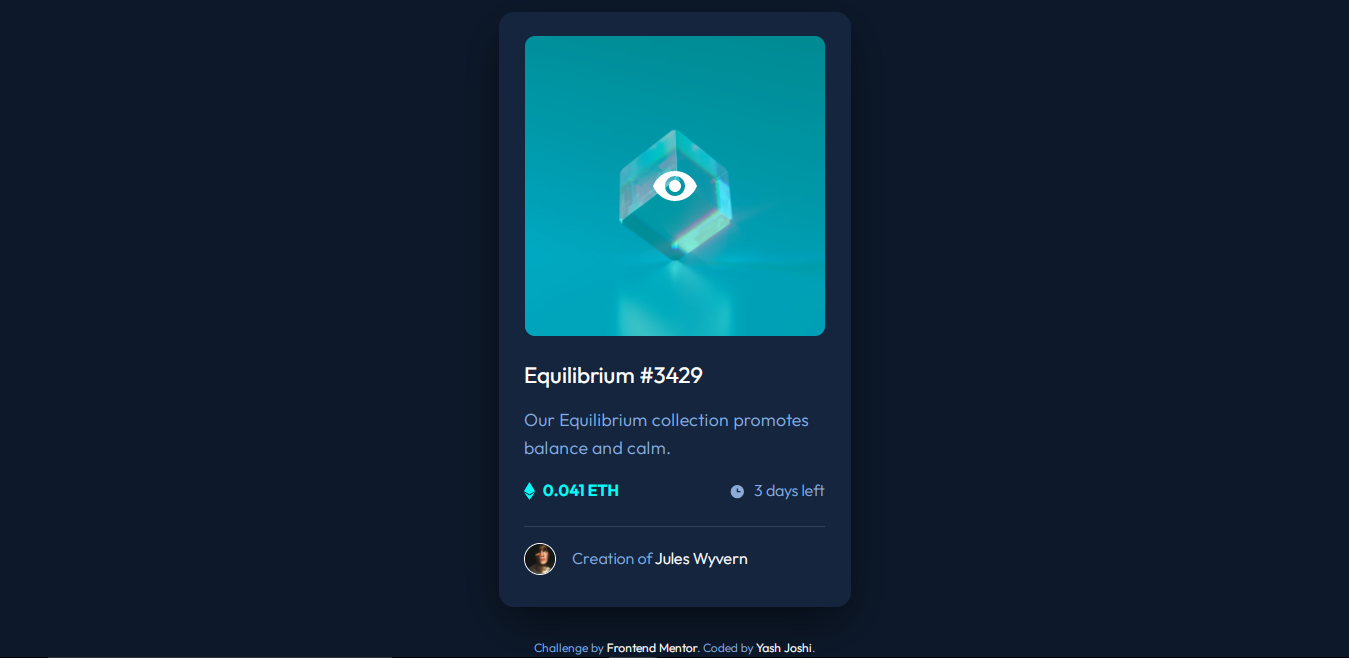 Equilibrium #3429
Our Equilibrium collection promotes
balance and calm.
0.041 ETH
3 days left
Creation of Jules Wyvern
Challenge by Frontend Mentor. Coded by Yash Joshi.